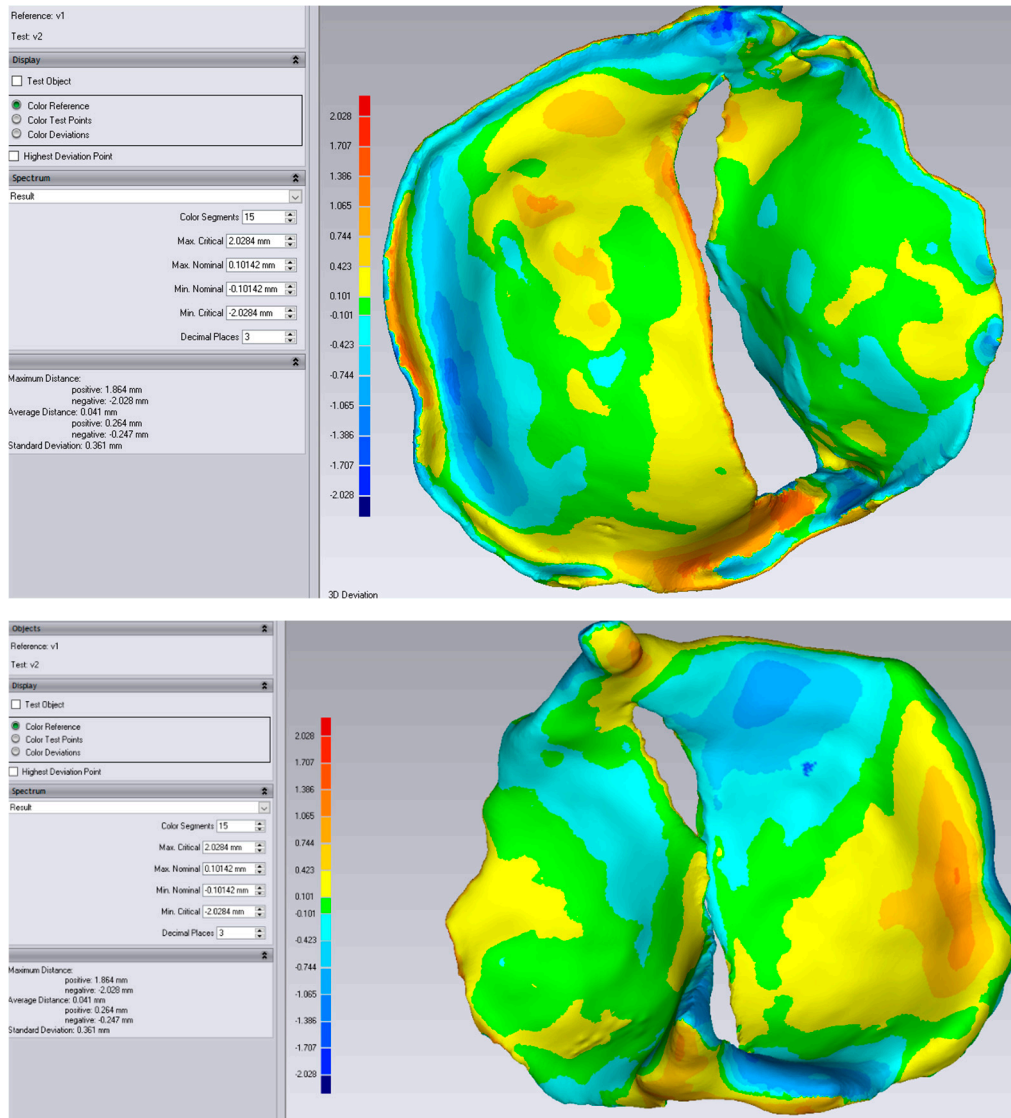 Reference: v1
Test: v2
Display
Test Object
Color Reference
Color Test Points
Color Deviations
Highest Deviation Point
Spectrum
Result
Color Segments 15
Max. Critical 2.0284 mm
Max. Nominal 0.10142 mm
Min. Nominal -0.10142 mm
Min. Critical -2.0284 mm
Decimal Places 3
Maximum Distance:
positive: 1.864 mm
negative: -2.028 mm
Average Distance: 0.041 mm
positive: 0.264 mm
negative: -0.247 mm
Standard Deviation: 0.361 mm
2.028
1.707
1.386
1.065
0.744
0.423
0.101
-0.101
-0.423
-0.744
-1.065
-1.386
-1.707
-2.028
3D Deviation
Objects
Reference: v1
Test: v2
Display
Test Object
Color Reference
Color Test Points
Color Deviations
Highest Deviation Point
Spectrum
Result
Color Segments 15
Max. Critical 2.0284 mm
Max. Nominal 0.10142 mm
Min. Nominal -0.10142 mm
Min. Critical -2.0284 mm
Decimal Places 3
Maximum Distance:
positive: 1.864 mm
negative: -2.028 mm
Average Distance: 0.041 mm
positive: 0.264 mm
negative: -0.247 mm
Standard Deviation: 0.361 mm
2.028
1.707
1.386
1.065
0.744
0.423
0.101
-0.101
-0.423
-0.744
-1.065
-1.386
-1.707
-2.028